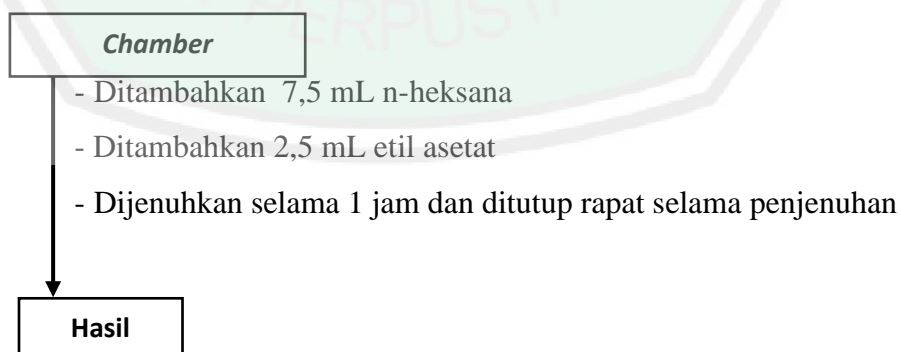 PERPUST
Chamber
- Ditambahkan 7,5 mL n-heksana
- Ditambahkan 2,5 mL etil asetat
- Dijenuhkan selama 1 jam dan ditutup rapat selama penjenuhan
Hasil